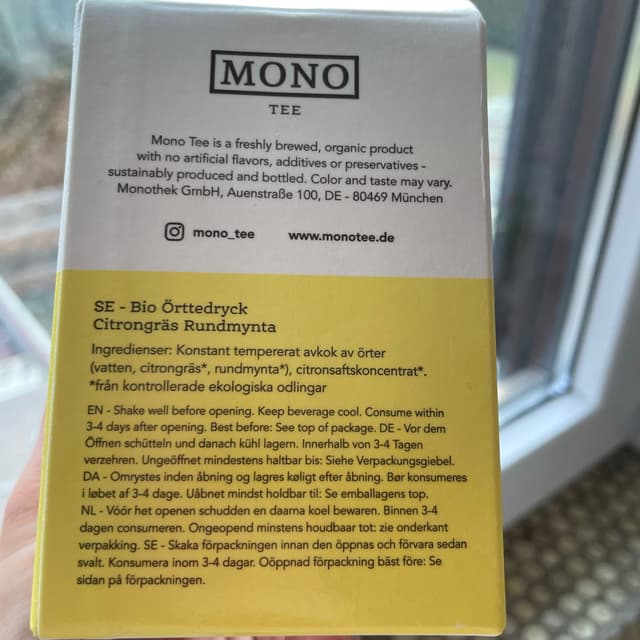 MONO
TEE
Mono Tee is a freshly brewed, organic product
with no artificial flavors, additives or preservatives -
sustainably produced and bottled. Color and taste may vary.
Monothek GmbH, Auenstraße 100, DE - 80469 München
mono_tee www.monotee.de
SE - Bio Örttedryck
Citrongräs Rundmynta
Ingredienser: Konstant tempererat avkok av örter
(vatten, citrongräs*, rundmynta*), citronsaftskoncentrat*.
*från kontrollerade ekologiska odlingar
EN - Shake well before opening. Keep beverage cool. Consume within
3-4 days after opening. Best before: See top of package. DE - Vor dem
Öffnen schütteln und danach kühl lagern. Innerhalb von 3-4 Tagen
verzehren. Ungeöffnet mindestens haltbar bis: Siehe Verpackungsgiebel.
DA - Omrystes inden åbning og lagres køligt efter åbning. Bør konsumeres
i løbet af 3-4 dage. Uåbnet mindst holdbar til: Se emballagens top.
NL - Vóór het openen schudden en daarna koel bewaren. Binnen 3-4
dagen consumeren. Ongeopend minstens houdbaar tot: zie onderkant
verpakking. SE - Skaka förpackningen innan den öppnas och förvara sedan
svalt. Konsumera inom 3-4 dagar. Oöppnad förpackning bäst före: Se
sidan på förpackningen.